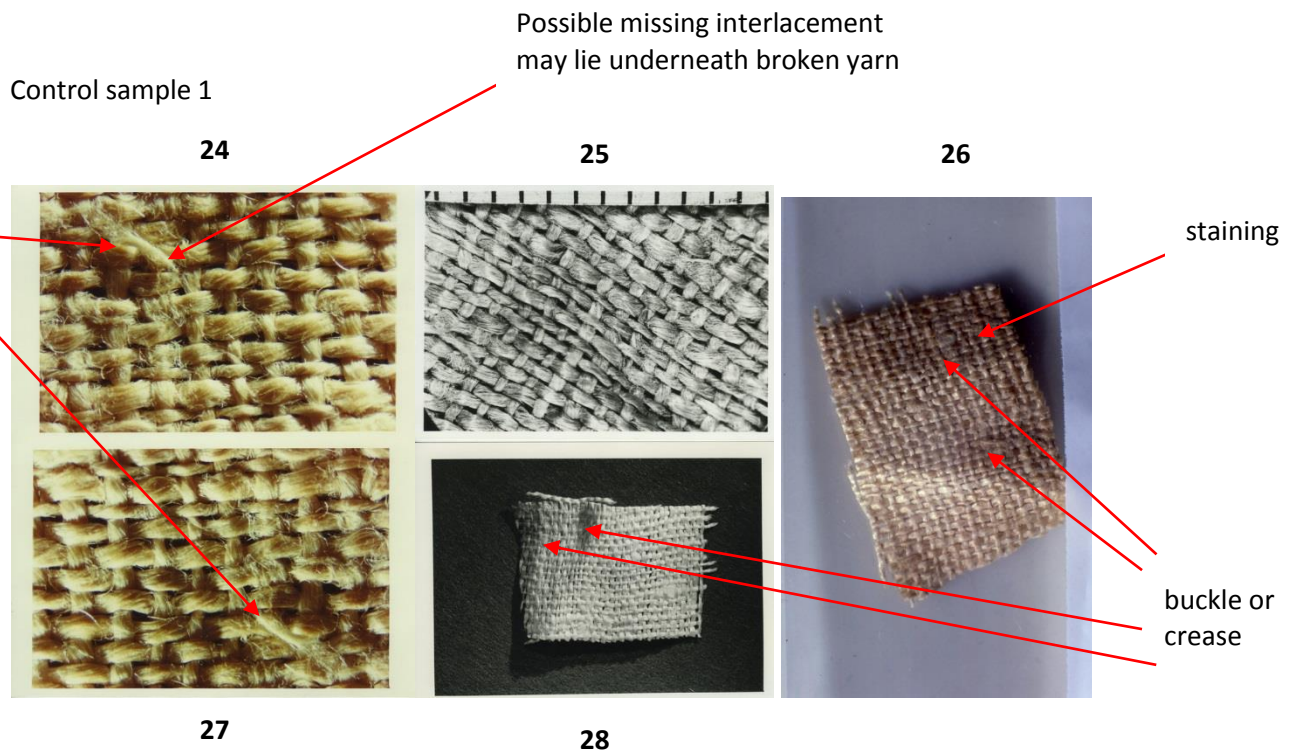 Possible missing interlacement
may lie underneath broken yarn
Control sample 1
24
25
26
staining
buckle or
crease
27
28